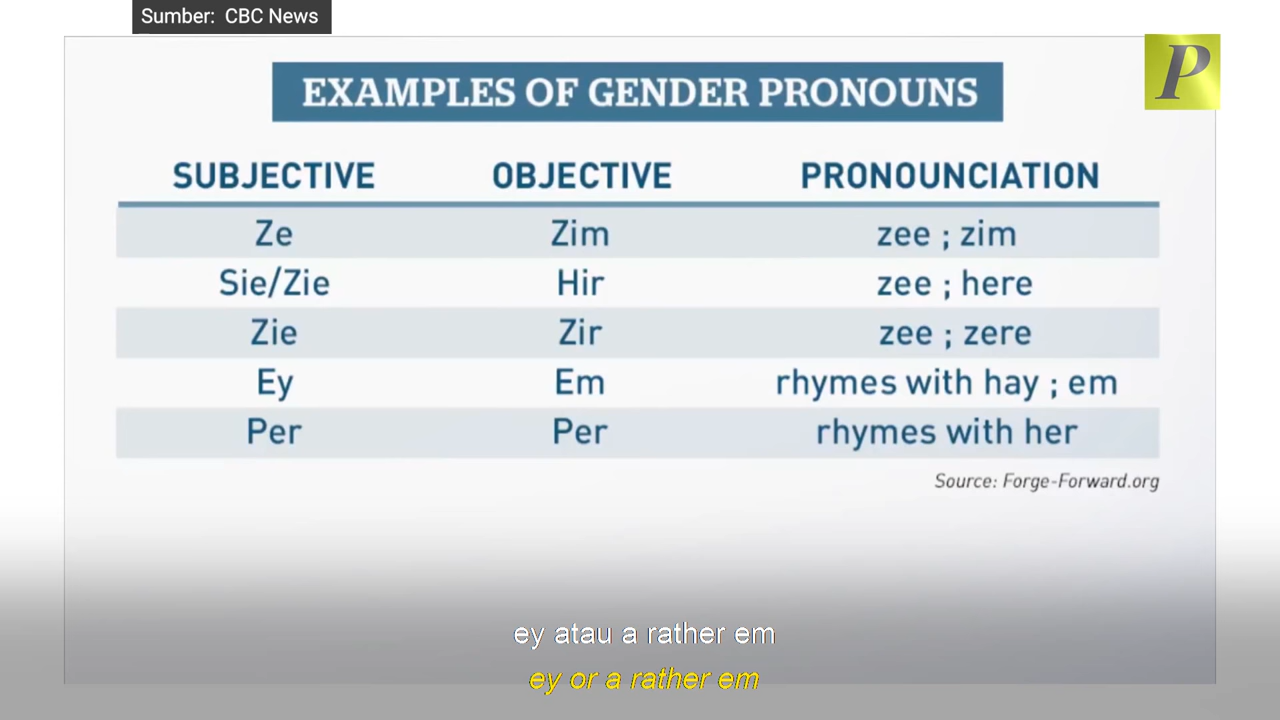 Sumber: CBC News
P
EXAMPLES OF GENDER PRONOUNS
SUBJECTIVE OBJECTIVE PRONOUNCIATION
Ze Zim zee ; zim
Sie/Zie Hir zee ; here
Zie Zir zee ; zere
Ey Em rhymes with hay ; em
Per Per rhymes with her
Source: Forge-Forward.org
ey atau a rather em
ey or a rather em